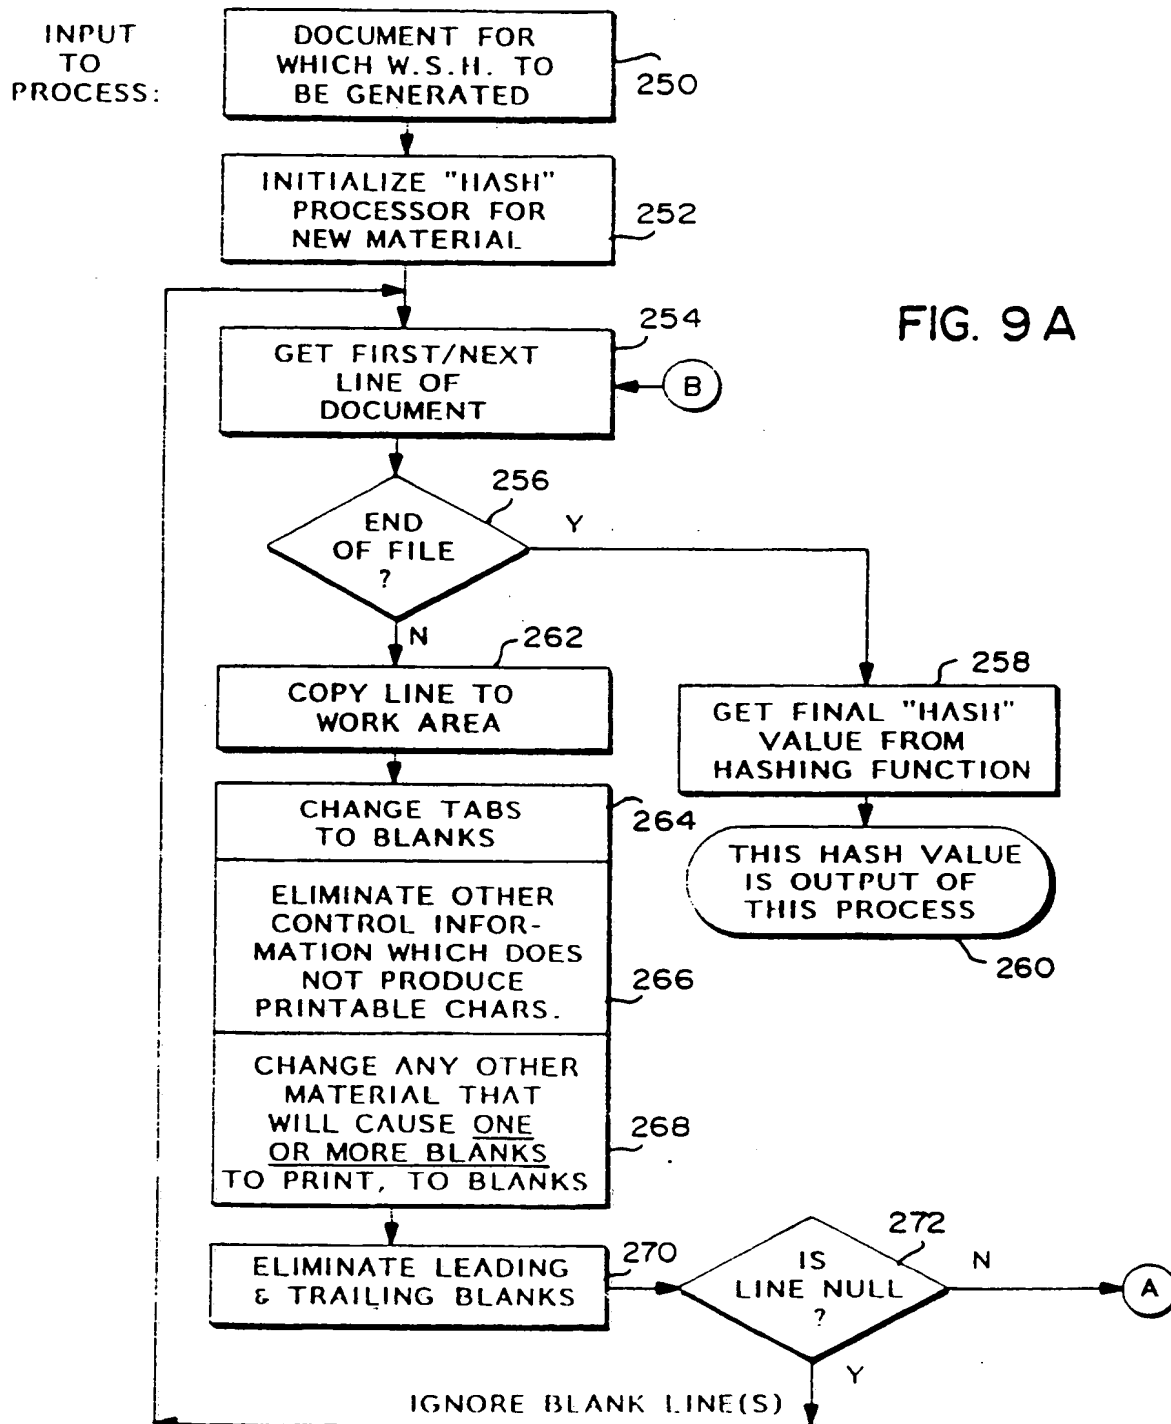 INPUT
TO
PROCESS:
DOCUMENT FOR
WHICH W.S.H. TO
BE GENERATED
250
INITIALIZE "HASH"
PROCESSOR FOR
NEW MATERIAL
252
FIG. 9A
254
GET FIRST/NEXT
LINE OF
DOCUMENT
B
256
END
OF FILE
?
Y
N
262
COPY LINE TO
WORK AREA
258
GET FINAL "HASH"
VALUE FROM
HASHING FUNCTION
CHANGE TABS
TO BLANKS
264
THIS HASH VALUE
IS OUTPUT OF
THIS PROCESS
260
ELIMINATE OTHER
CONTROL INFOR-
MATION WHICH DOES
NOT PRODUCE
PRINTABLE CHARS.
266
CHANGE ANY OTHER
MATERIAL THAT
WILL CAUSE ONE
OR MORE BLANKS
TO PRINT, TO BLANKS
268
ELIMINATE LEADING
& TRAILING BLANKS
270
272
IS
LINE NULL
?
N
A
Y
IGNORE BLANK LINE(S)